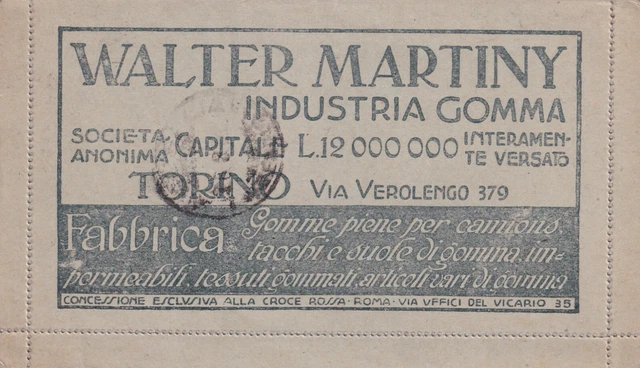 WALTER MARTINY
INDUSTRIA GOMMA
SOCIETA ANONIMA CAPITALE L.12 000 000 INTERAMENTE VERSATO
TORINO VIA VEROLENGO 379
Fabbrica Gomme piene per camions,
tacchi e suole di gomma, im-
permeabili, tessuti gommati, articoli vari di gomma
CONCESSIONE ESCLVSIVA ALLA CROCE ROSSA · ROMA · VIA VFFICI DEL VICARIO 35